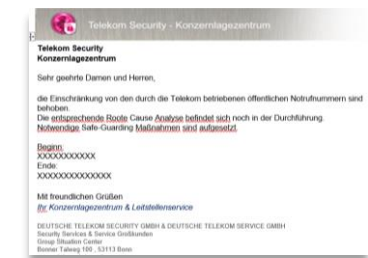 Telekom Security - Konzernlagezentrum
Telekom Security
Konzernlagezentrum
Sehr geehrte Damen und Herren,
die Einschränkung von den durch die Telekom betriebenen öffentlichen Notrufnummern sind
behoben.
Die entsprechende Roote Cause Analyse befindet sich noch in der Durchführung.
Notwendige Safe-Guarding Maßnahmen sind aufgesetzt.
Beginn:
XXXXXXXXXXX
Ende:
XXXXXXXXXXXXXX
Mit freundlichen Grüßen
Ihr Konzernlagezentrum & Leitstellenservice
DEUTSCHE TELEKOM SECURITY GMBH & DEUTSCHE TELEKOM SERVICE GMBH
Security Services & Service Großkunden
Group Situation Center
Bonner Talweg 100 , 53113 Bonn